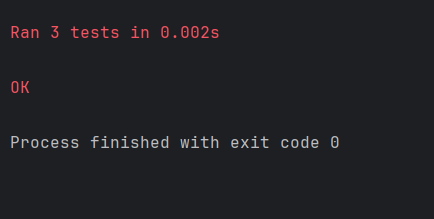 Ran 3 tests in 0.002s
OK
Process finished with exit code 0